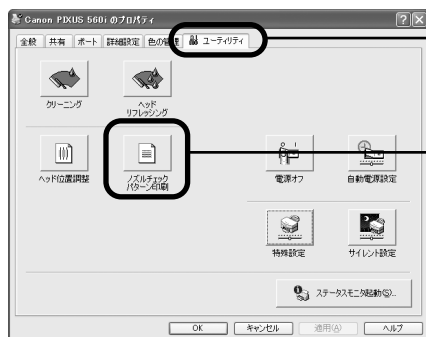 Canon PIXUS 560i のプロパティ
全般 共有 ポート 詳細設定 色の管理 ユーティリティ
クリーニング ヘッド
リフレッシング
ヘッド位置調整 ノズルチェック
パターン印刷 電源オフ 自動電源設定
特殊設定 サイレント設定
ステータスモニタ起動(S)...
OK キャンセル 適用(A) ヘルプ